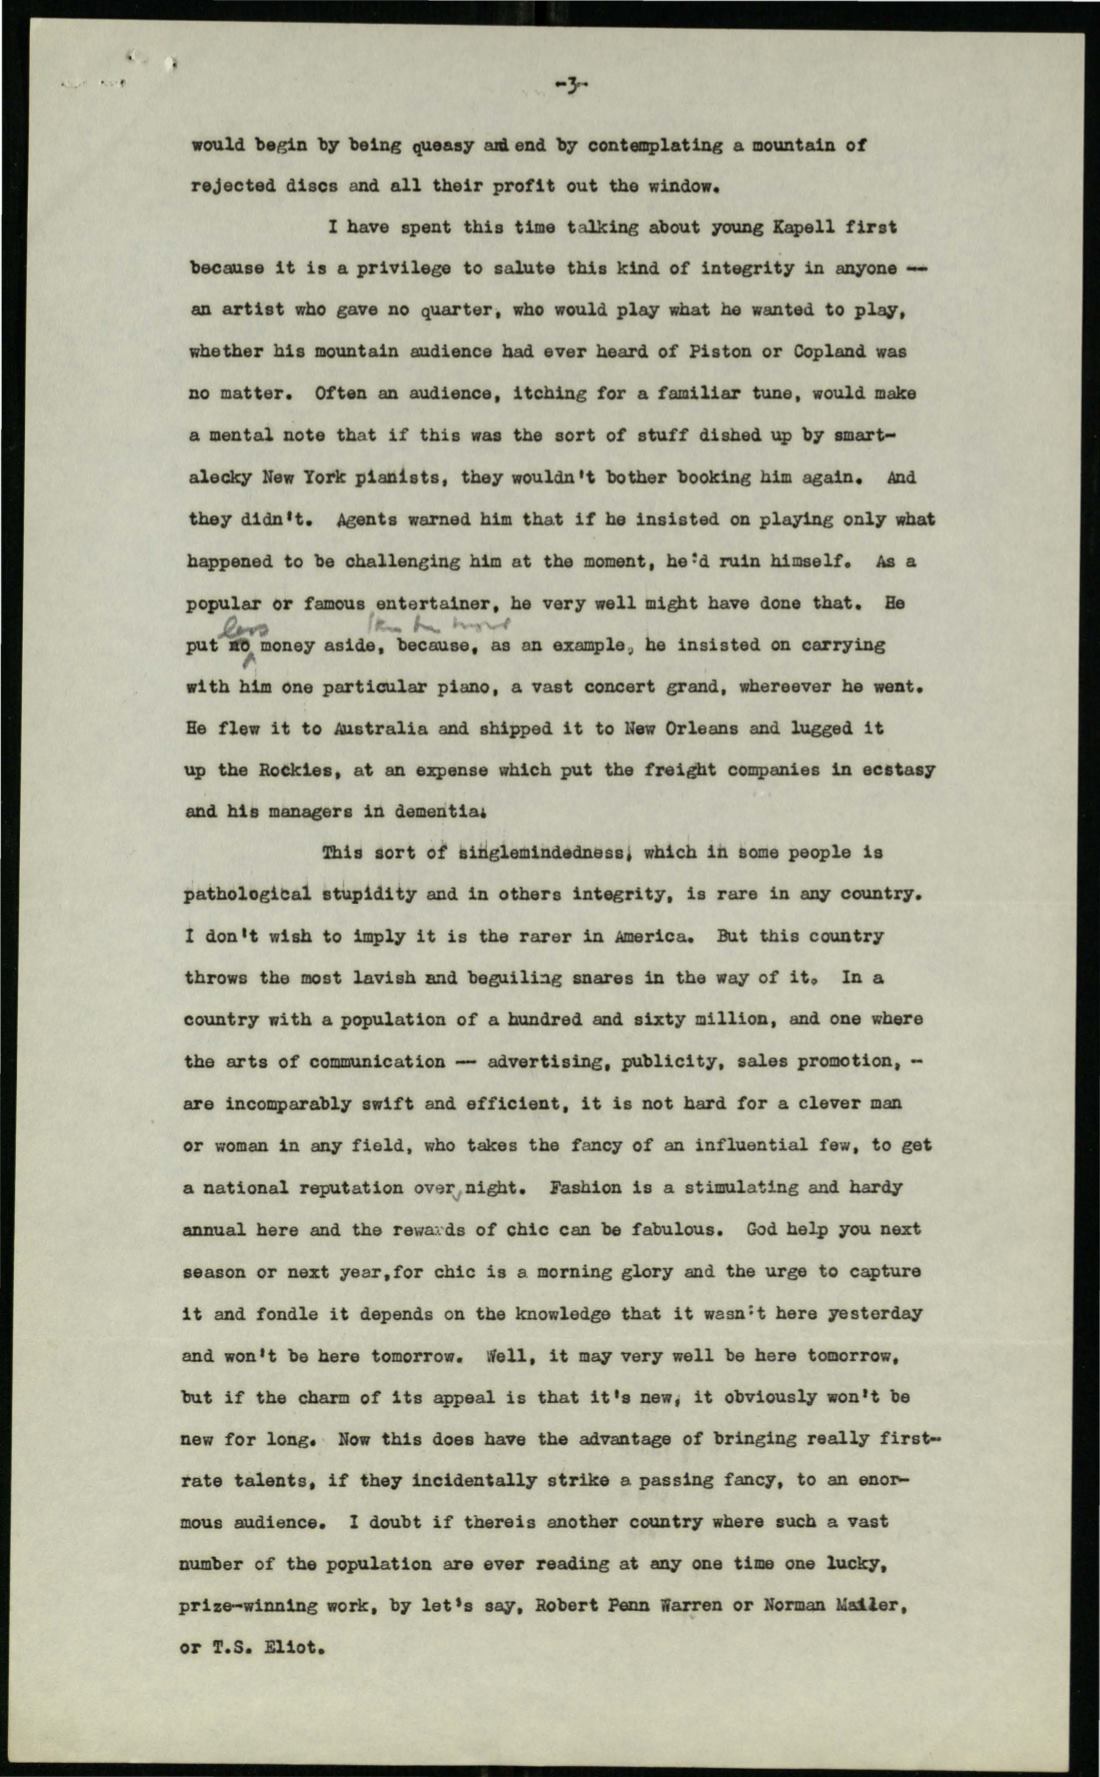 -3-
would begin by being queasy and end by contemplating a mountain of
rejected discs and all their profit out the window.
I have spent this time talking about young Kapell first
because it is a privilege to salute this kind of integrity in anyone --
an artist who gave no quarter, who would play what he wanted to play,
whether his mountain audience had ever heard of Piston or Copland was
no matter. Often an audience, itching for a familiar tune, would make
a mental note that if this was the sort of stuff dished up by smart-
alecky New York pianists, they wouldn't bother booking him again. And
they didn't. Agents warned him that if he insisted on playing only what
happened to be challenging him at the moment, he'd ruin himself. As a
popular or famous entertainer, he very well might have done that. He
less
put no money aside, because, as an example, he insisted on carrying
with him one particular piano, a vast concert grand, whereever he went.
He flew it to Australia and shipped it to New Orleans and lugged it
up the Rockies, at an expense which put the freight companies in ecstasy
and his managers in dementia.
This sort of singlemindedness, which in some people is
pathological stupidity and in others integrity, is rare in any country.
I don't wish to imply it is the rarer in America. But this country
throws the most lavish and beguiling snares in the way of it. In a
country with a population of a hundred and sixty million, and one where
the arts of communication -- advertising, publicity, sales promotion, -
are incomparably swift and efficient, it is not hard for a clever man
or woman in any field, who takes the fancy of an influential few, to get
a national reputation over night. Fashion is a stimulating and hardy
annual here and the rewards of chic can be fabulous. God help you next
season or next year,for chic is a morning glory and the urge to capture
it and fondle it depends on the knowledge that it wasn't here yesterday
and won't be here tomorrow. Well, it may very well be here tomorrow,
but if the charm of its appeal is that it's new, it obviously won't be
new for long. Now this does have the advantage of bringing really first-
rate talents, if they incidentally strike a passing fancy, to an enor-
mous audience. I doubt if thereis another country where such a vast
number of the population are ever reading at any one time one lucky,
prize-winning work, by let's say, Robert Penn Warren or Norman Mailer,
or T.S. Eliot.